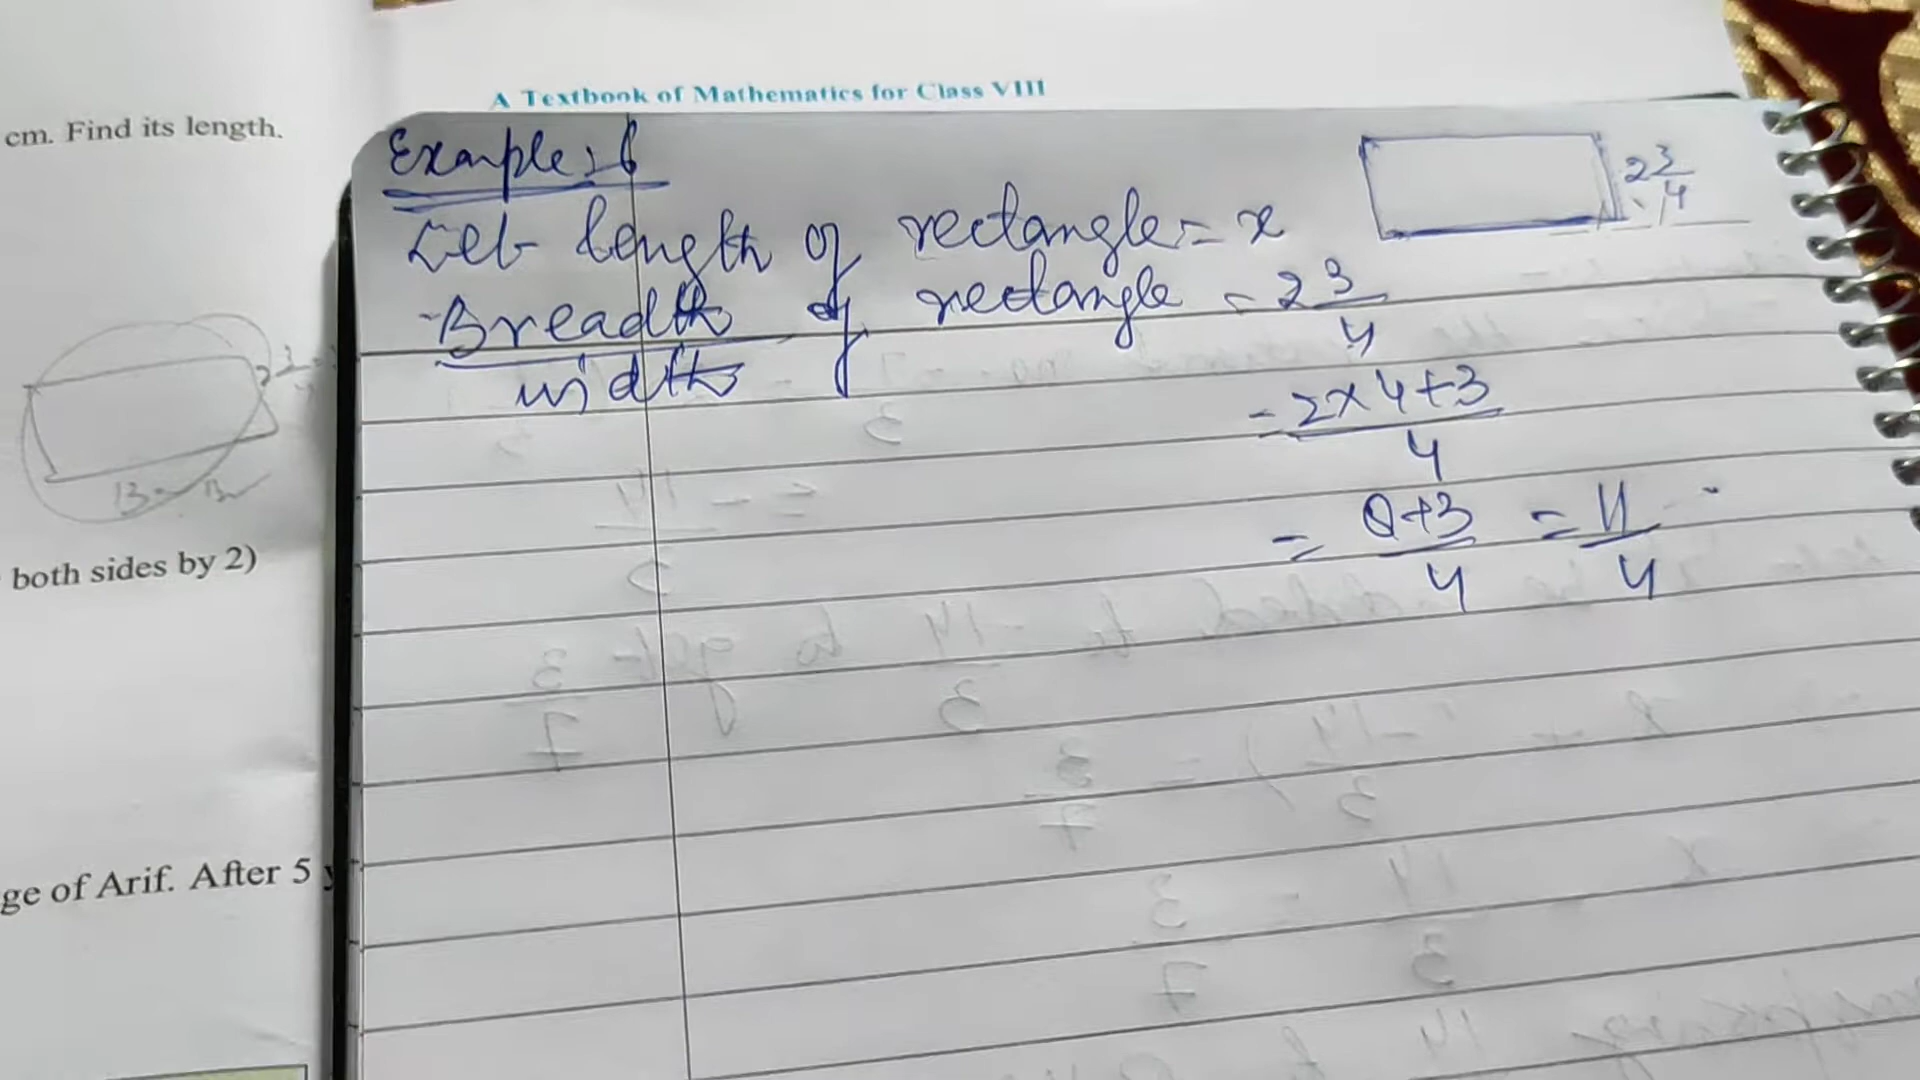 A Textbook of Mathematics for Class VIII
cm. Find its length.
Example: 6
2 3/4
Let length of rectangle = x
Breadth of rectangle = 2 3/4
width
= 2×4+3/4
= 8+3/4 = 11/4
both sides by 2)
ge of Arif. After 5